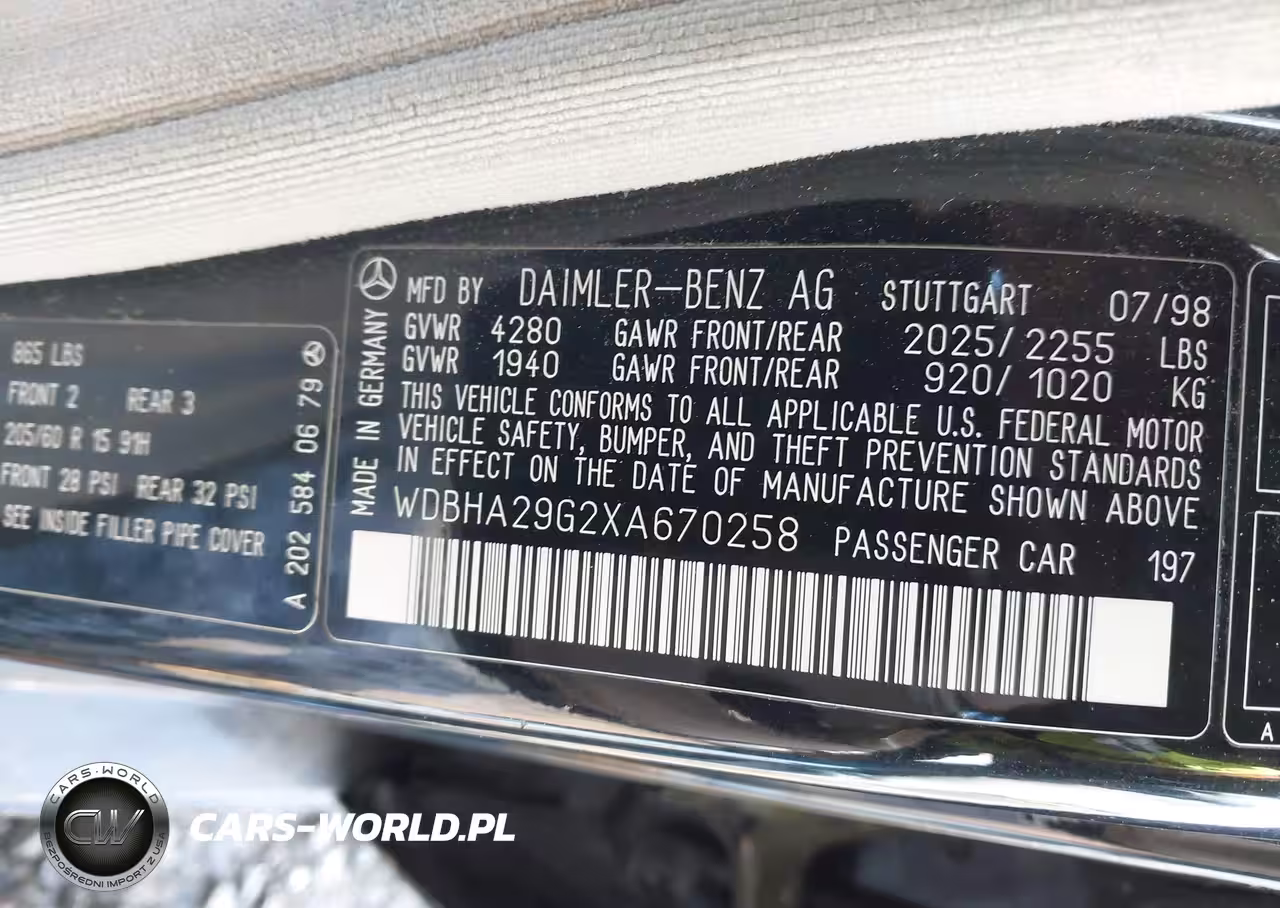 865 LBS
FRONT 2 REAR 3
205/60 R 15 91H
FRONT 28 PSI REAR 32 PSI
SEE INSIDE FILLER PIPE COVER
A 202 584 06 79
MADE IN GERMANY
MFD BY DAIMLER-BENZ AG STUTTGART 07/98
GVWR 4280 GAWR FRONT/REAR 2025/2255 LBS
GVWR 1940 GAWR FRONT/REAR 920/1020 KG
THIS VEHICLE CONFORMS TO ALL APPLICABLE U.S. FEDERAL MOTOR
VEHICLE SAFETY, BUMPER, AND THEFT PREVENTION STANDARDS
IN EFFECT ON THE DATE OF MANUFACTURE SHOWN ABOVE
WDBHA29G2XA670258 PASSENGER CAR 197
A
CARS-WORLD
CW
BEZPOŚREDNI IMPORT Z USA
CARS-WORLD.PL